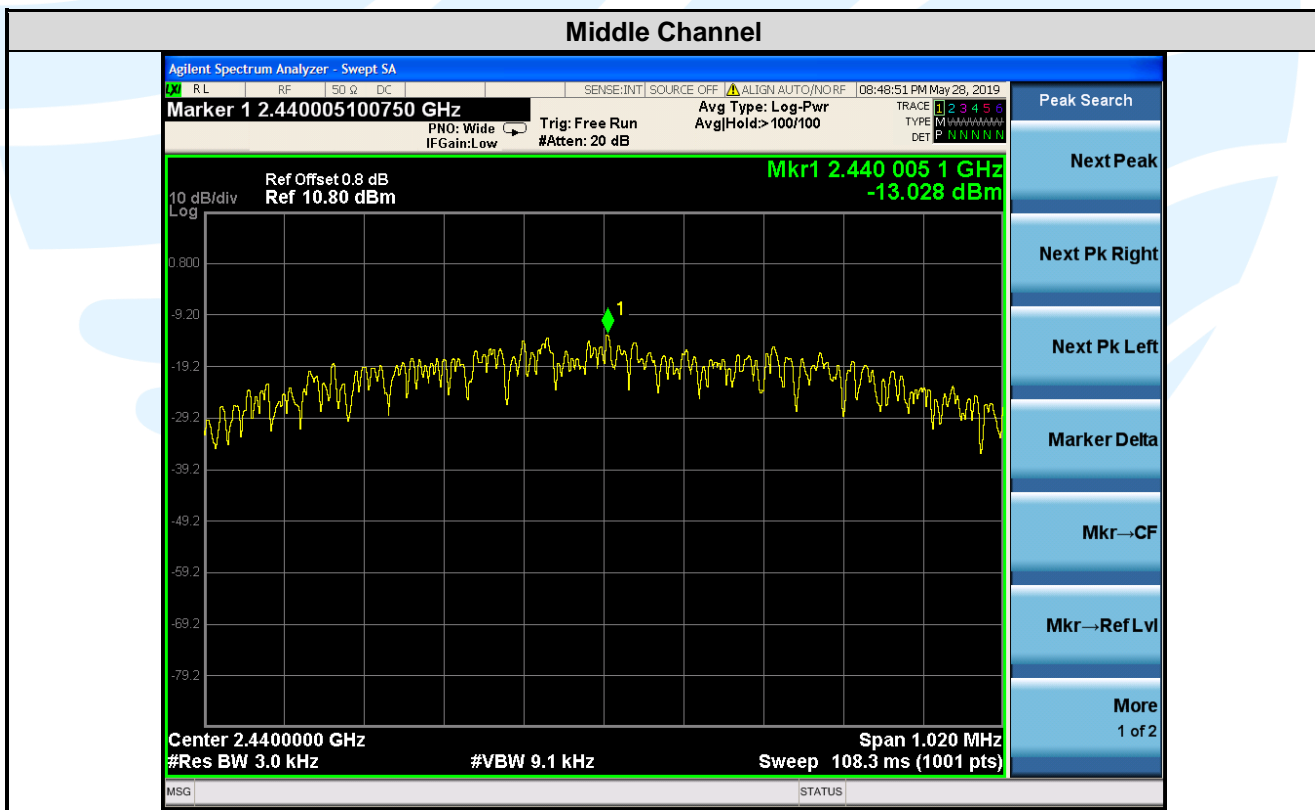 Middle Channel
Agilent Spectrum Analyzer - Swept SA
LXI RL RF 50 Ω DC SENSE:INT SOURCE OFF ALIGN AUTO/NO RF 08:48:51 PM May 28, 2019
Marker 1 2.440005100750 GHz
PNO: Wide
IFGain:Low
Trig: Free Run
#Atten: 20 dB
Avg Type: Log-Pwr
Avg|Hold:> 100/100
TRACE 1 2 3 4 5 6
TYPE M WWWWW
DET P N N N N N
Mkr1 2.440 005 1 GHz
-13.028 dBm
Ref Offset 0.8 dB
10 dB/div Ref 10.80 dBm
Log
0.800
-9.20
-19.2
-29.2
-39.2
-49.2
-59.2
-69.2
-79.2
1
Center 2.4400000 GHz Span 1.020 MHz
#Res BW 3.0 kHz #VBW 9.1 kHz Sweep 108.3 ms (1001 pts)
MSG STATUS
Peak Search
Next Peak
Next Pk Right
Next Pk Left
Marker Delta
Mkr→CF
Mkr→Ref Lvl
More
1 of 2